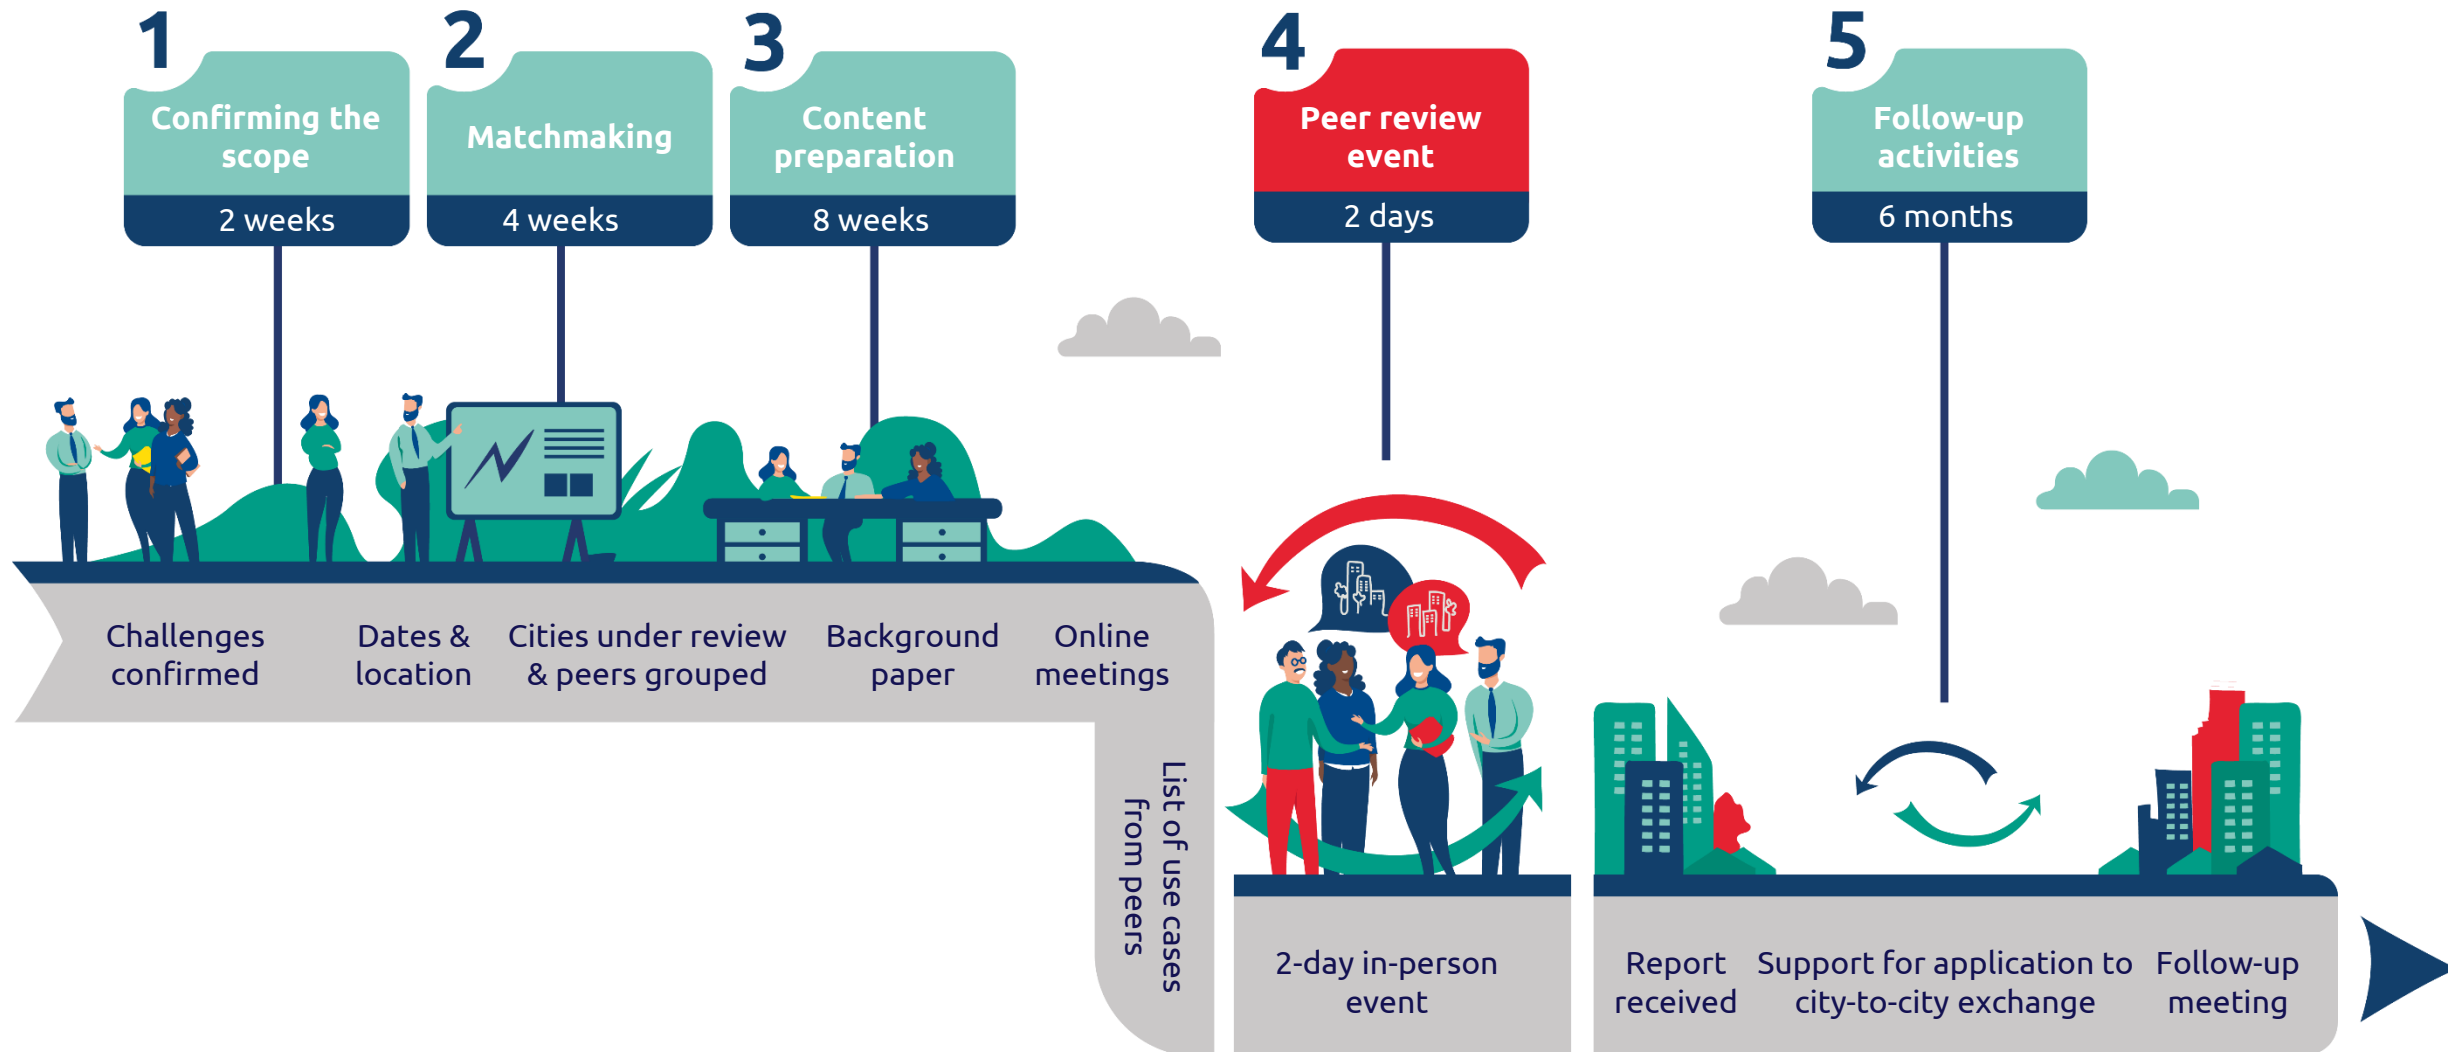 1
Confirming the
scope
2 weeks
2
Matchmaking
4 weeks
3
Content
preparation
8 weeks
4
Peer review
event
2 days
5
Follow-up
activities
6 months
Challenges
confirmed
Dates &
location
Cities under review
& peers grouped
Background
paper
Online
meetings
List of use cases
from peers
2-day in-person
event
Report
received
Support for application to
city-to-city exchange
Follow-up
meeting